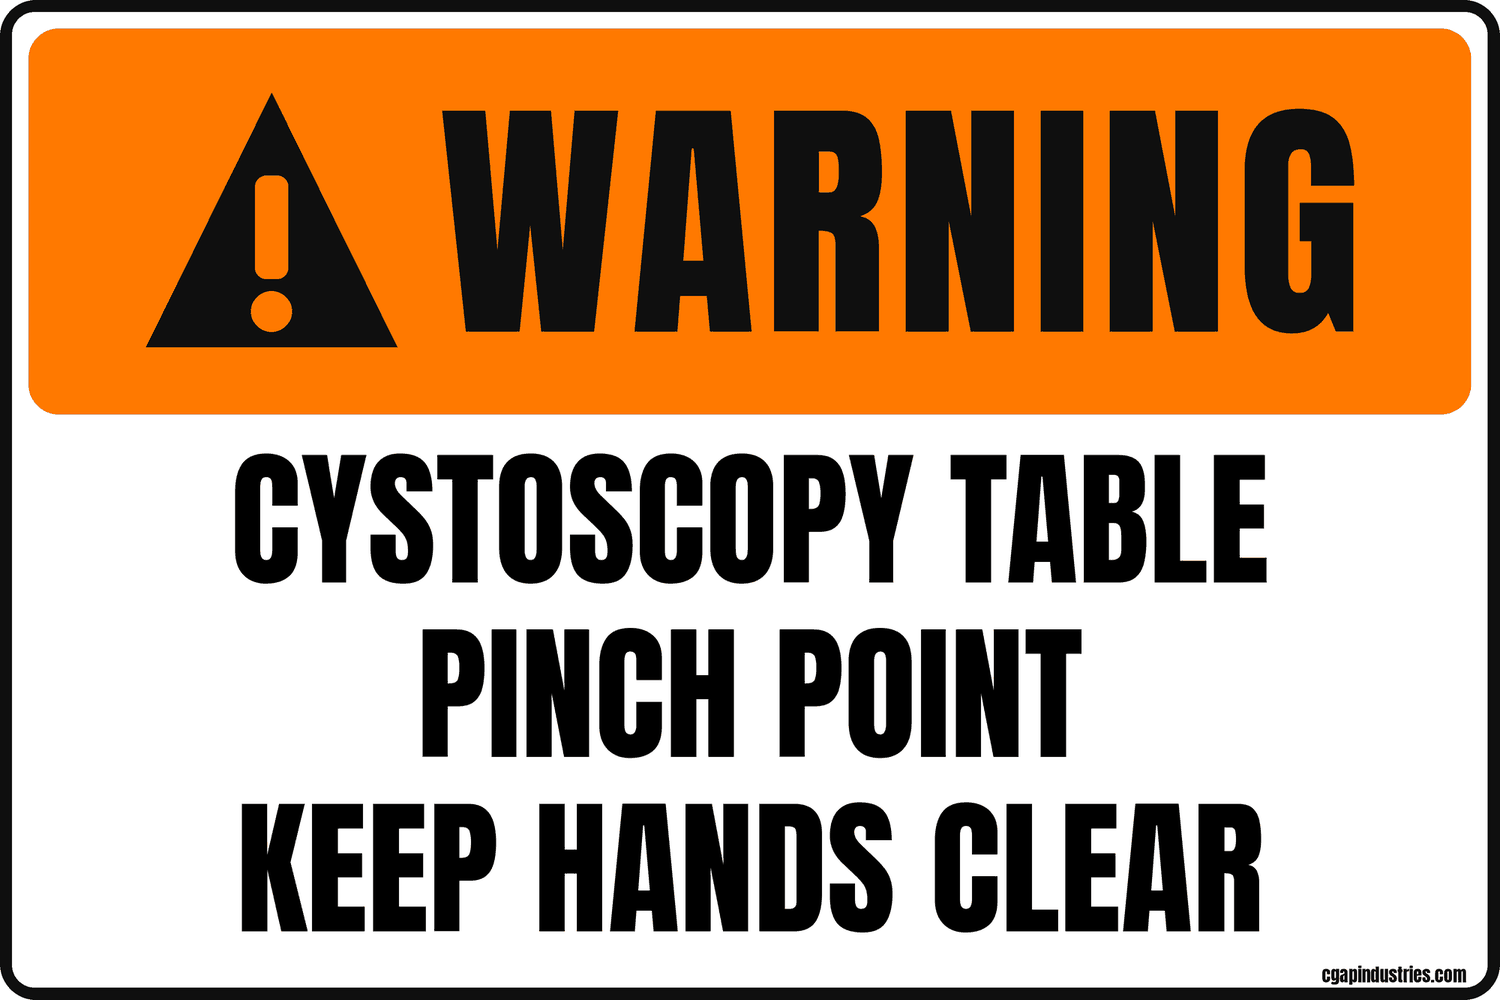 WARNING
CYSTOSCOPY TABLE
PINCH POINT
KEEP HANDS CLEAR
cgapindustries.com